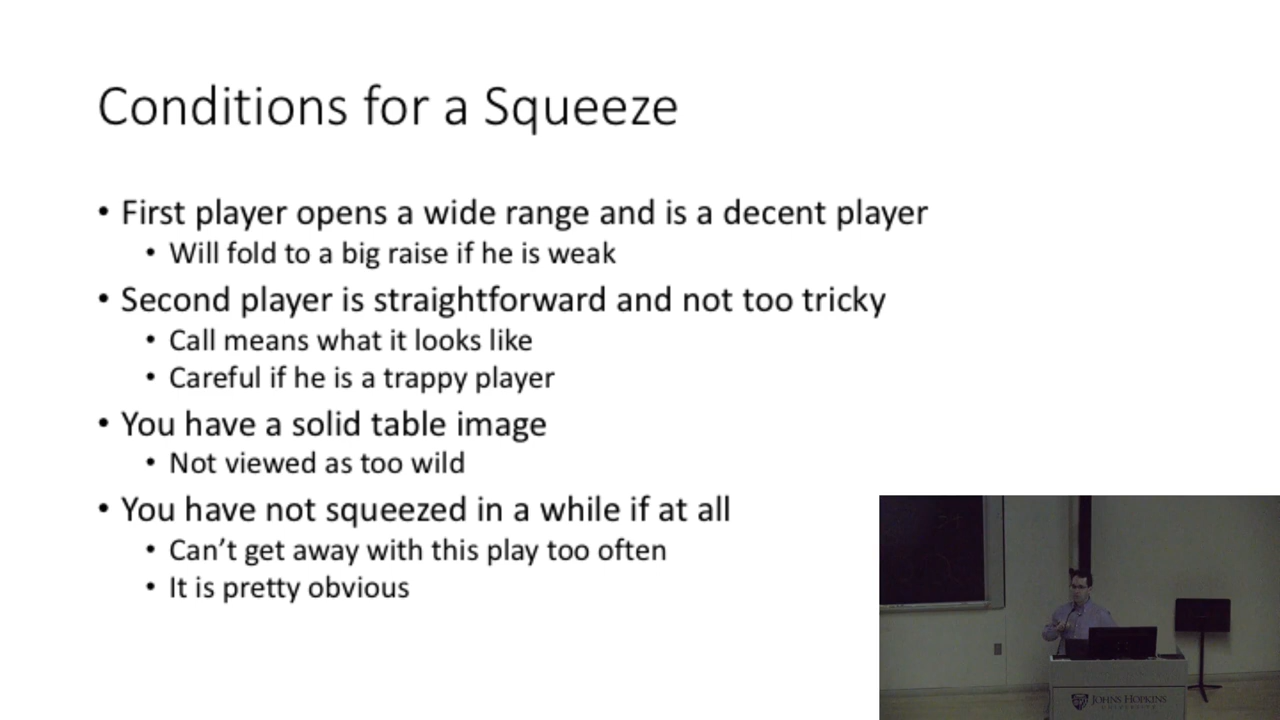 Conditions for a Squeeze
• First player opens a wide range and is a decent player
• Will fold to a big raise if he is weak
• Second player is straightforward and not too tricky
• Call means what it looks like
• Careful if he is a trappy player
• You have a solid table image
• Not viewed as too wild
• You have not squeezed in a while if at all
• Can't get away with this play too often
• It is pretty obvious
JOHNS HOPKINS
UNIVERSITY